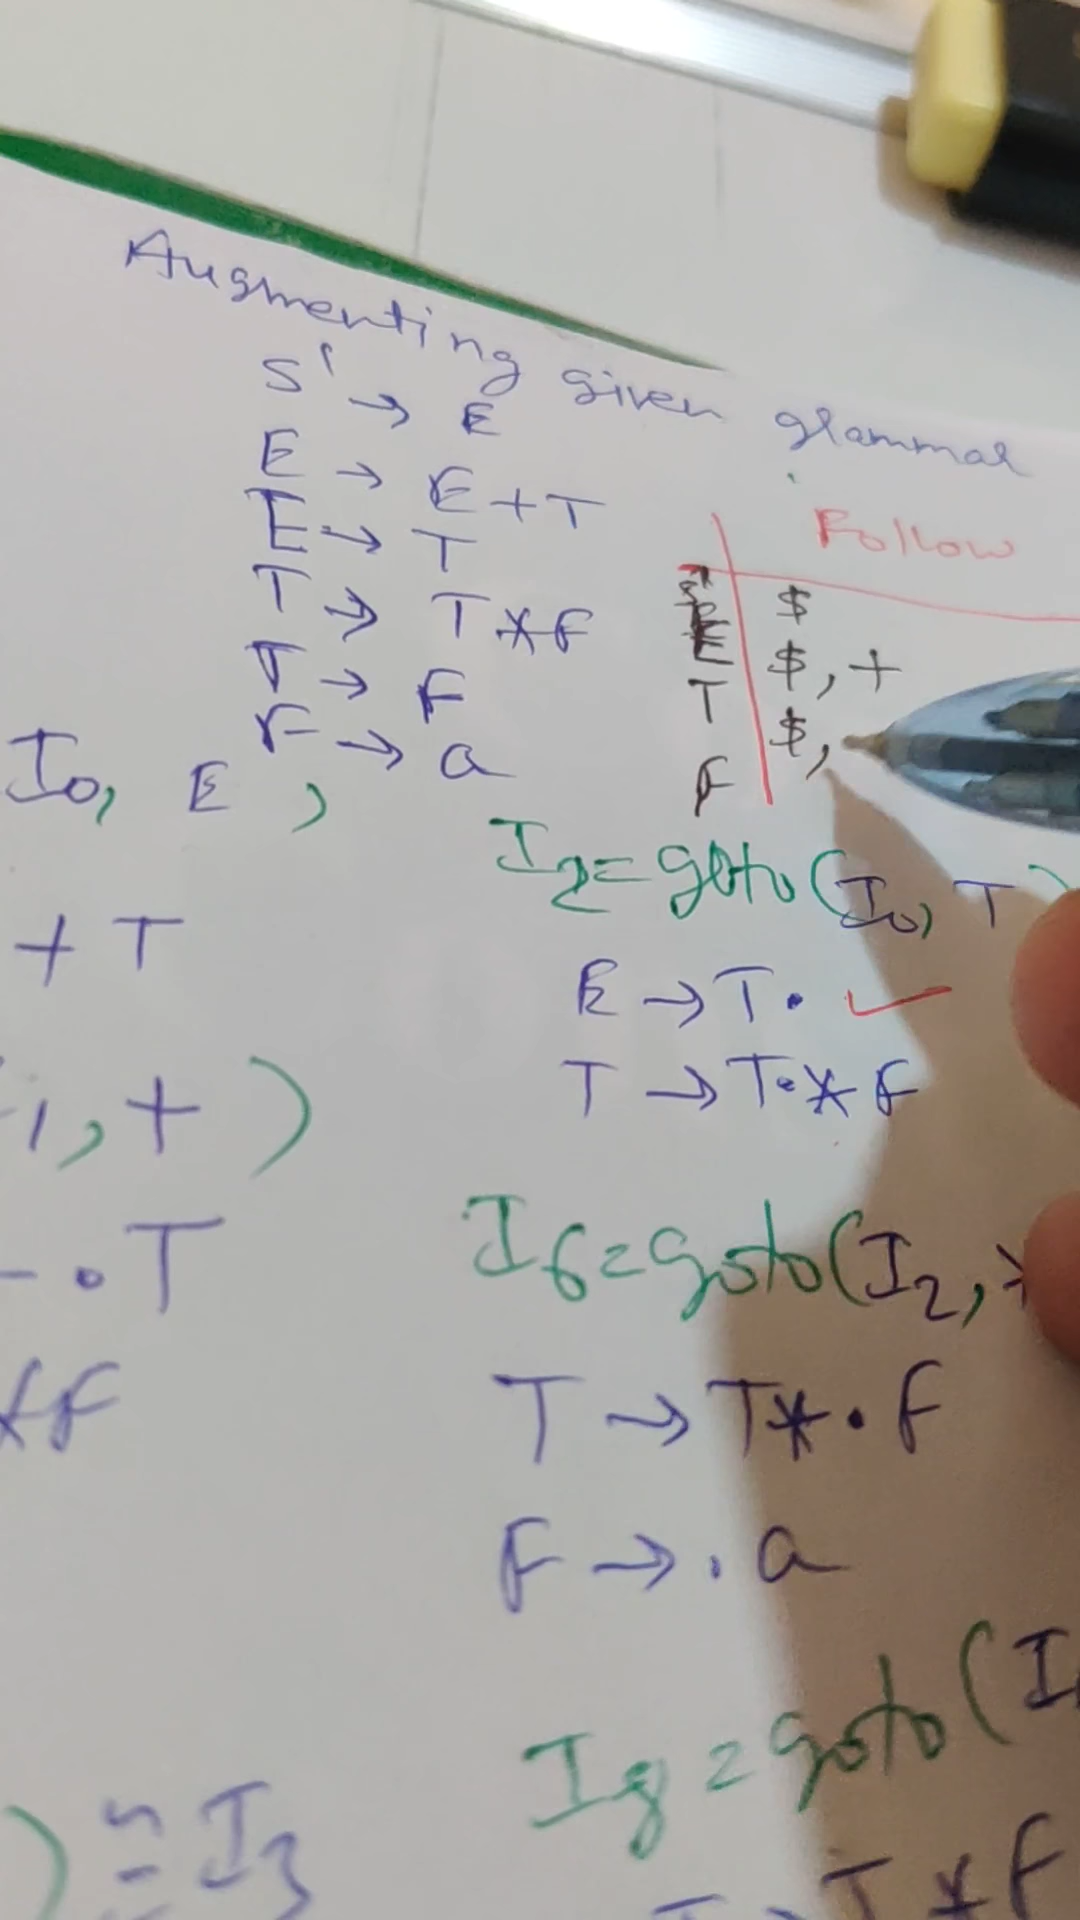 Augmenting given grammar
S' → E
E → E + T
E → T
T → T * F
T → F
F → a
Follow
S' $
E $, +
T $,
F
I0, E )
I2 = goto (I0, T )
+ T
E → T •
T → T • * F
, + )
I6 = goto (I2, *
• T
* F
T → T * • F
F → . a
I8 = goto ( I
) = I3
T * F